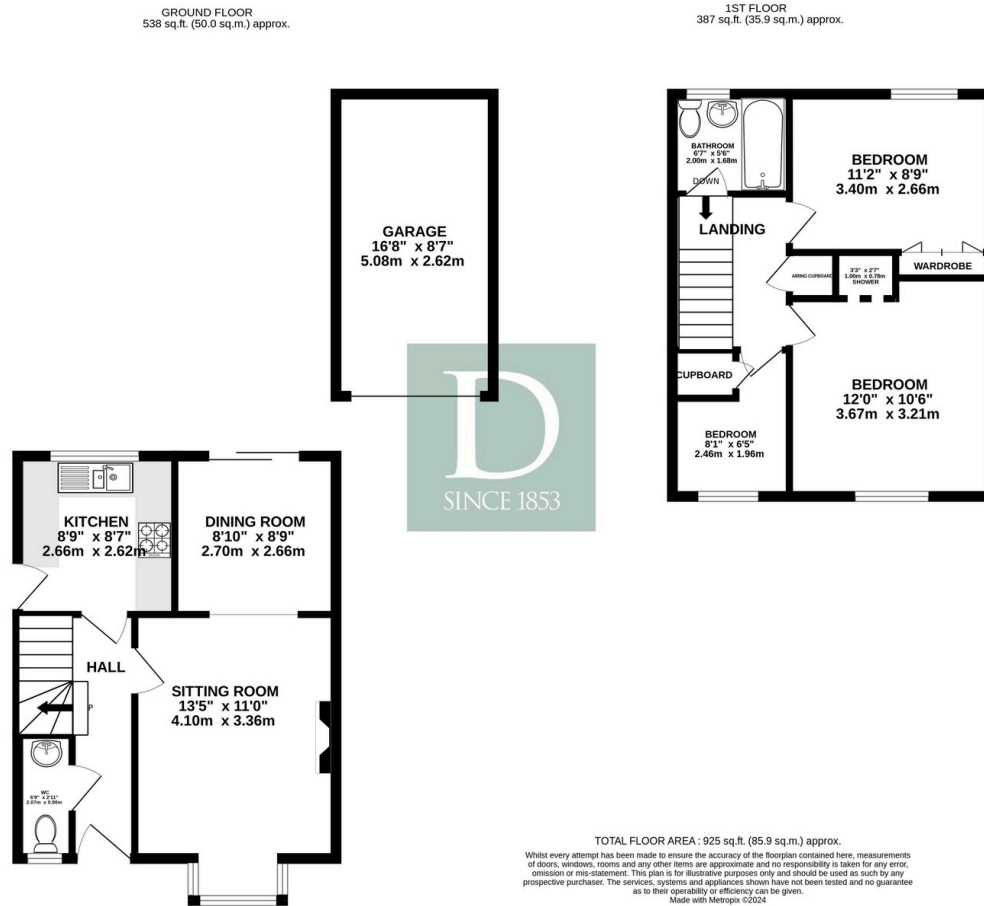 GROUND FLOOR
538 sq.ft. (50.0 sq.m.) approx.
1ST FLOOR
387 sq.ft. (35.9 sq.m.) approx.
GARAGE
16'8" x 8'7"
5.08m x 2.62m
BATHROOM
6'7" x 5'6"
2.00m x 1.68m
DOWN
LANDING
BEDROOM
11'2" x 8'9"
3.40m x 2.66m
WARDROBE
AIRING CUPBOARD
3'3" x 2'7"
1.00m x 0.78m
SHOWER
CUPBOARD
BEDROOM
12'0" x 10'6"
3.67m x 3.21m
BEDROOM
8'1" x 6'5"
2.46m x 1.96m
D
SINCE 1853
KITCHEN
8'9" x 8'7"
2.66m x 2.62m
DINING ROOM
8'10" x 8'9"
2.70m x 2.66m
HALL
SITTING ROOM
13'5" x 11'0"
4.10m x 3.36m
P
WC
6'9" x 2'11"
2.07m x 0.90m
TOTAL FLOOR AREA : 925 sq.ft. (85.9 sq.m.) approx.
Whilst every attempt has been made to ensure the accuracy of the floorplan contained here, measurements
of doors, windows, rooms and any other items are approximate and no responsibility is taken for any error,
omission or mis-statement. This plan is for illustrative purposes only and should be used as such by any
prospective purchaser. The services, systems and appliances shown have not been tested and no guarantee
as to their operability or efficiency can be given.
Made with Metropix ©2024